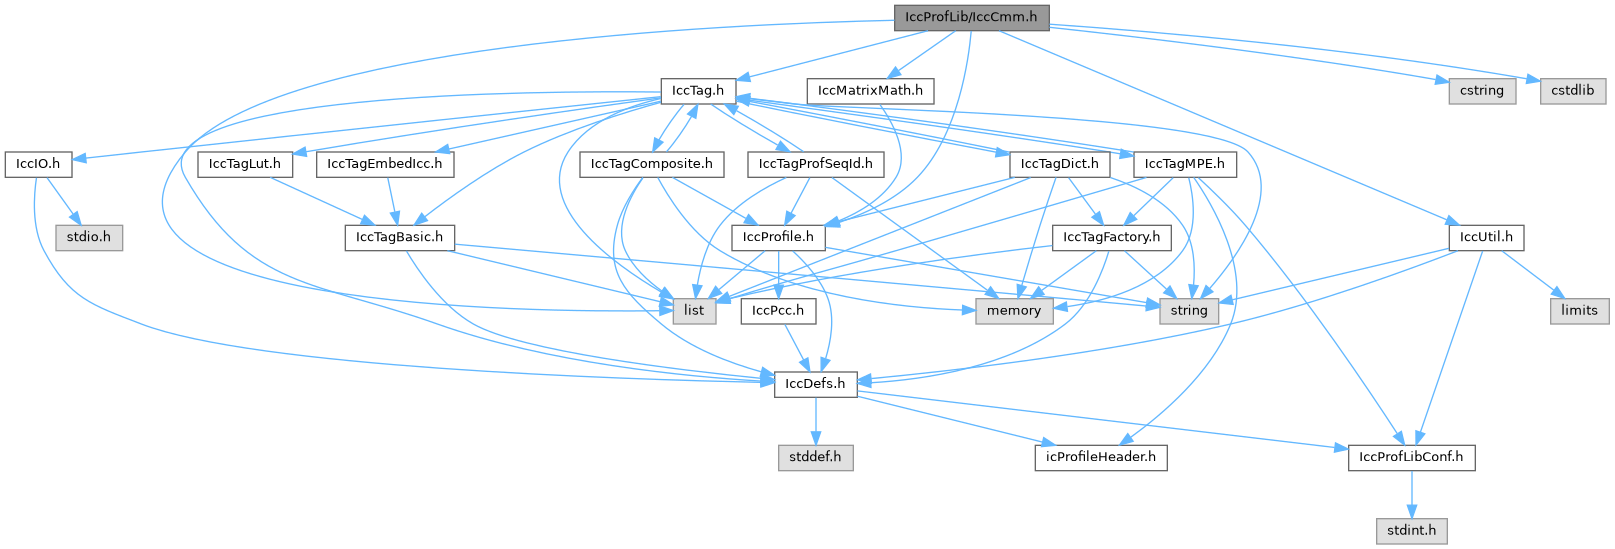 IccProfLib/IccCmm.h
IccTag.h
IccMatrixMath.h
cstring
cstdlib
IccIO.h
IccTagLut.h
IccTagEmbedIcc.h
IccTagComposite.h
IccTagProfSeqId.h
IccTagDict.h
IccTagMPE.h
stdio.h
IccTagBasic.h
IccProfile.h
IccTagFactory.h
IccUtil.h
list
IccPcc.h
memory
string
limits
IccDefs.h
stddef.h
icProfileHeader.h
IccProfLibConf.h
stdint.h